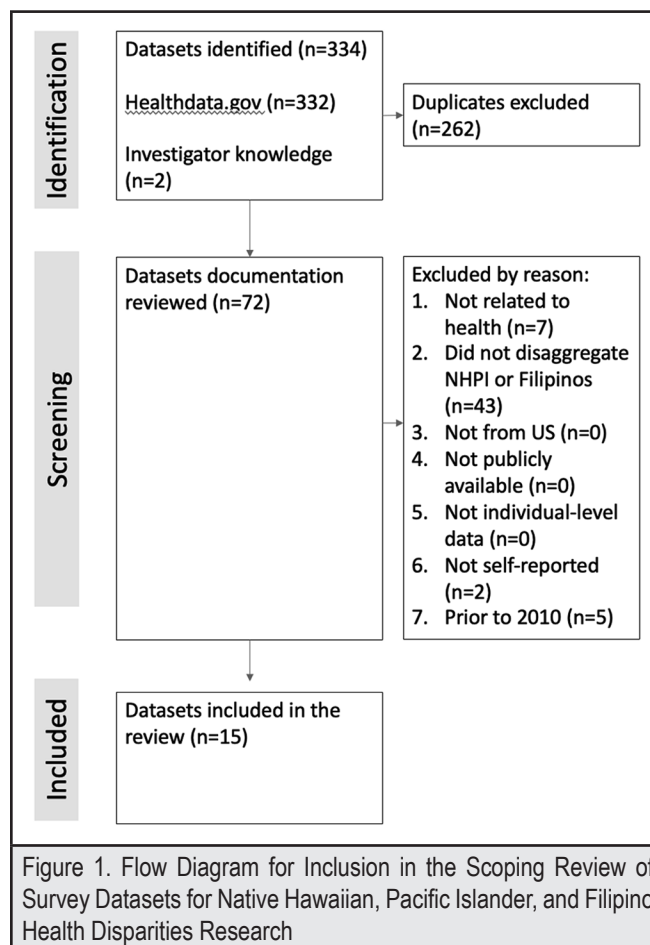 Identification
Datasets identified (n=334)
Healthdata.gov (n=332)
Investigator knowledge
(n=2)
Duplicates excluded
(n=262)
Screening
Datasets documentation
reviewed (n=72)
Excluded by reason:
1. Not related to
health (n=7)
2. Did not disaggregate
NHPI or Filipinos
(n=43)
3. Not from US (n=0)
4. Not publicly
available (n=0)
5. Not individual-level
data (n=0)
6. Not self-reported
(n=2)
7. Prior to 2010 (n=5)
Included
Datasets included in the
review (n=15)
Figure 1. Flow Diagram for Inclusion in the Scoping Review of
Survey Datasets for Native Hawaiian, Pacific Islander, and Filipino
Health Disparities Research